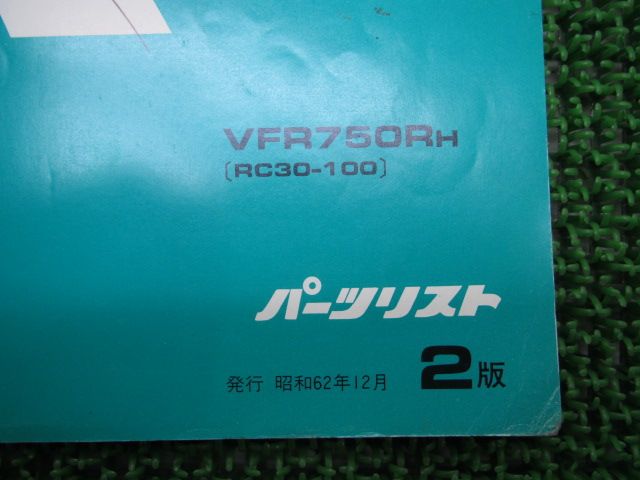 VFR750RH
〔RC30-100〕
パーツリスト
発行 昭和62年12月 2版